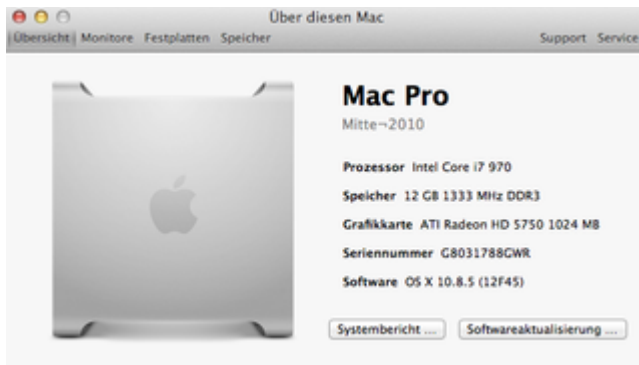 Über diesen Mac
Übersicht Monitore Festplatten Speicher Support Service
Mac Pro
Mitte¬2010
Prozessor Intel Core i7 970
Speicher 12 GB 1333 MHz DDR3
Grafikkarte ATI Radeon HD 5750 1024 MB
Seriennummer G8031788GWR
Software OS X 10.8.5 (12F45)
Systembericht ... Softwareaktualisierung ...